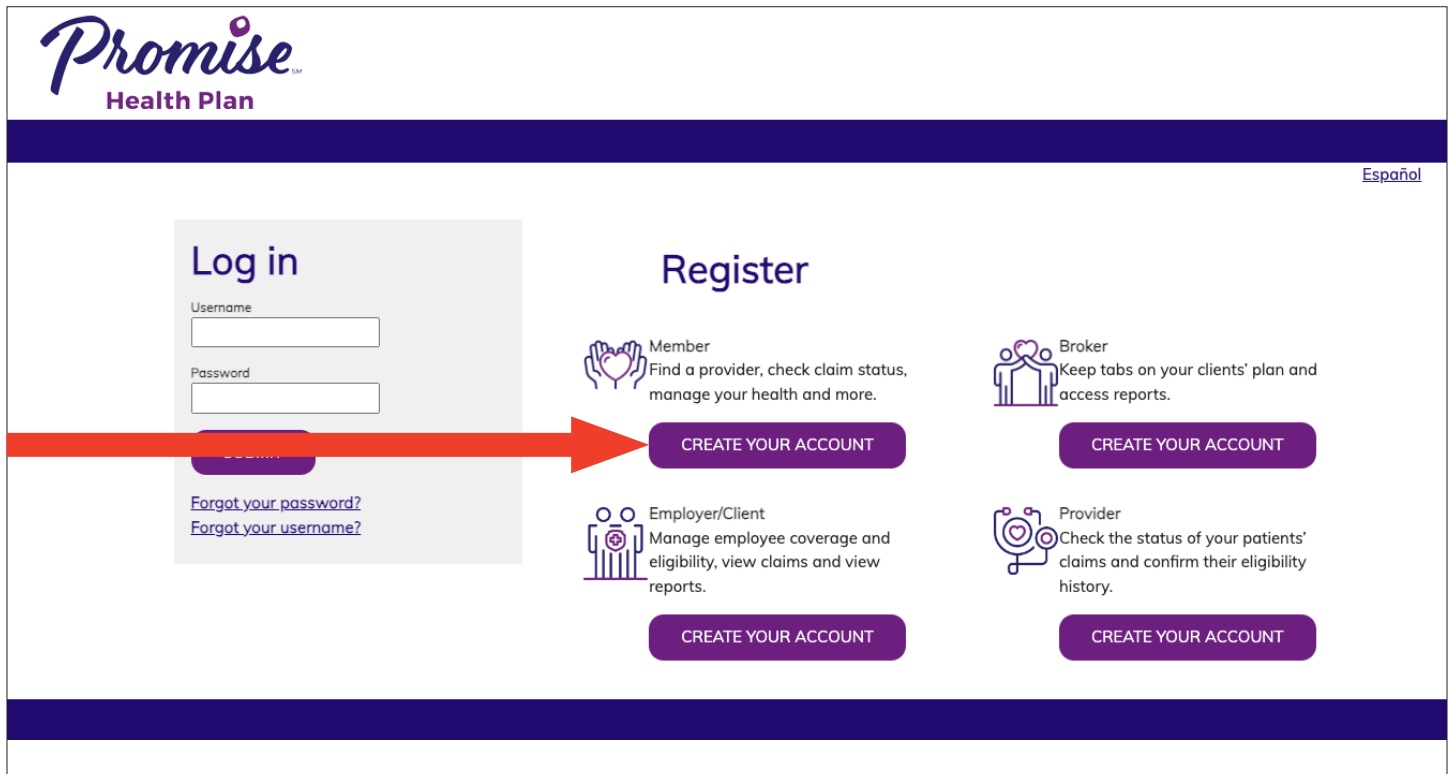 Promise SM
Health Plan
Español
Log in
Username
Password
Forgot your password?
Forgot your username?
Register
Member
Find a provider, check claim status,
manage your health and more.
CREATE YOUR ACCOUNT
Broker
Keep tabs on your clients' plan and
access reports.
CREATE YOUR ACCOUNT
Employer/Client
Manage employee coverage and
eligibility, view claims and view
reports.
CREATE YOUR ACCOUNT
Provider
Check the status of your patients'
claims and confirm their eligibility
history.
CREATE YOUR ACCOUNT